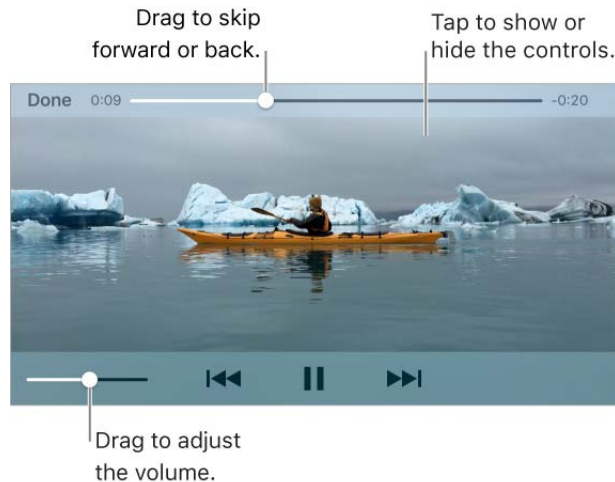 Drag to skip
forward or back.
Tap to show or
hide the controls.
Done 0:09 -0:20
Drag to adjust
the volume.